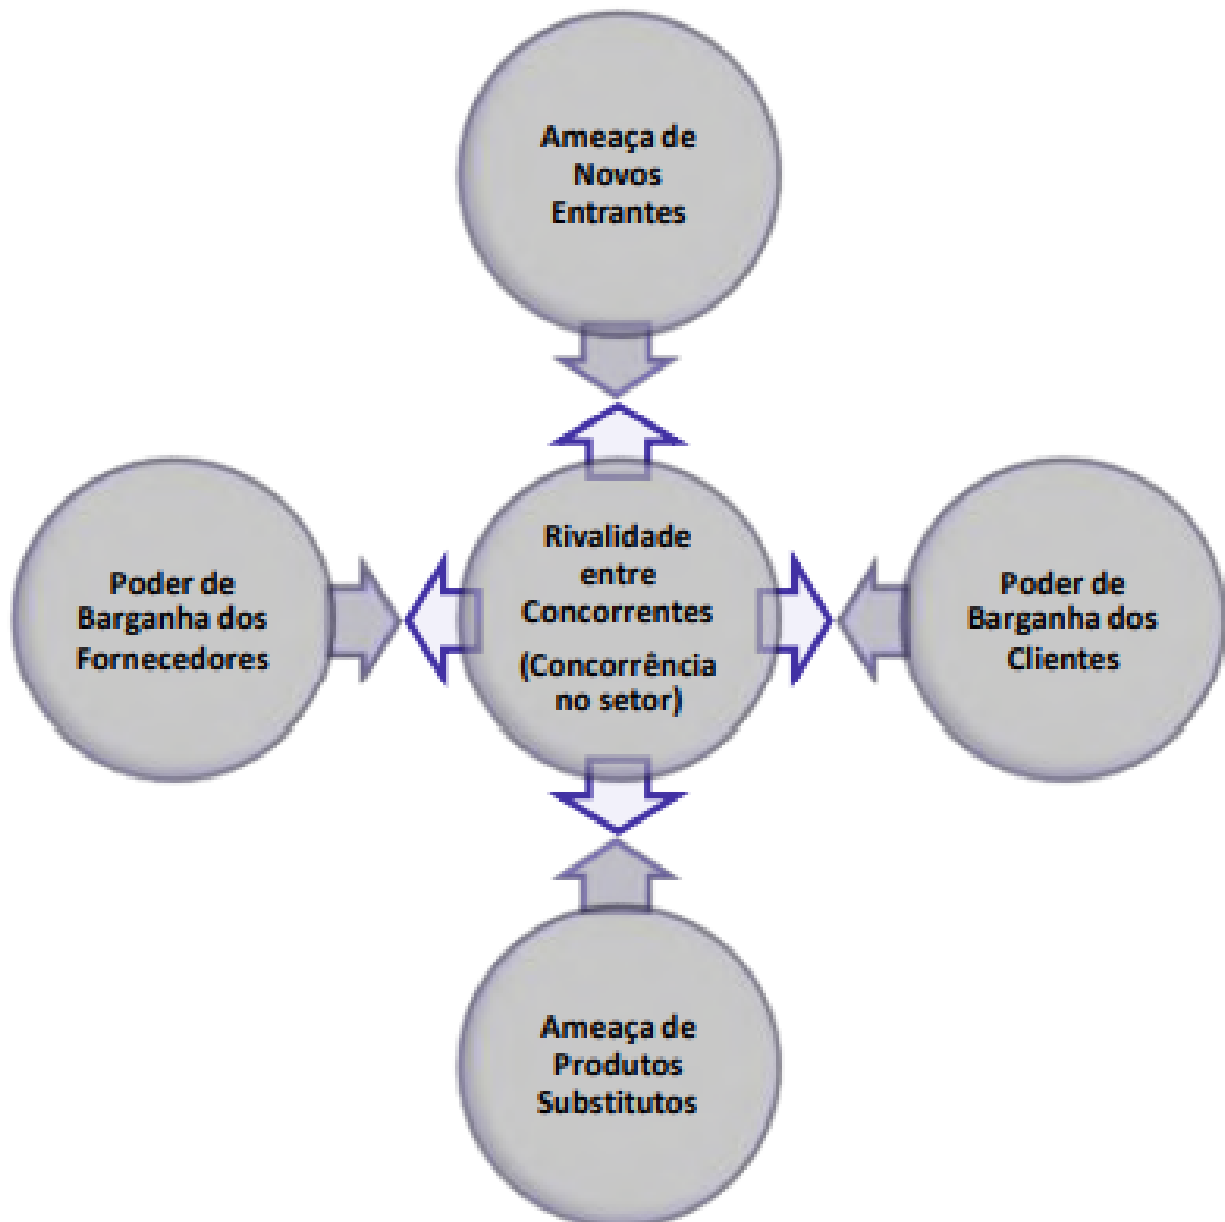 Ameaça de
Novos
Entrantes
Poder de
Barganha dos
Fornecedores
Rivalidade
entre
Concorrentes
(Concorrência
no setor)
Poder de
Barganha dos
Clientes
Ameaça de
Produtos
Substitutos